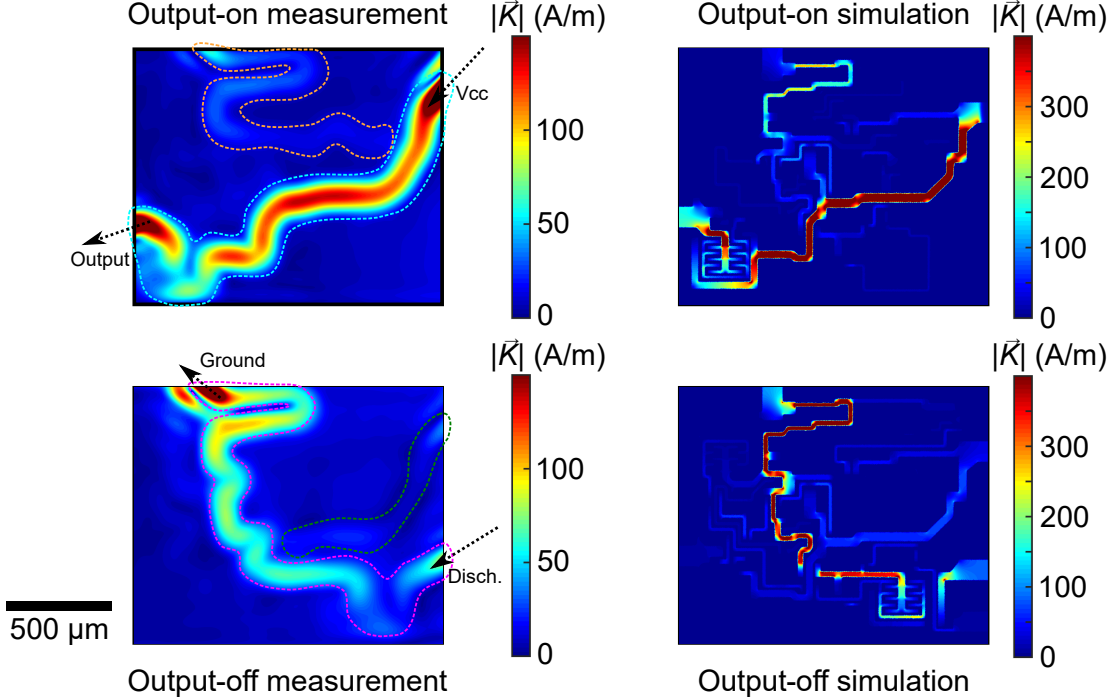 Output-on measurement
|K⃗| (A/m)
Output-on simulation
|K⃗| (A/m)
Vcc
Output
100
50
0
300
200
100
0
|K⃗| (A/m)
|K⃗| (A/m)
Ground
Disch.
100
50
0
300
200
100
0
500 µm
Output-off measurement
Output-off simulation